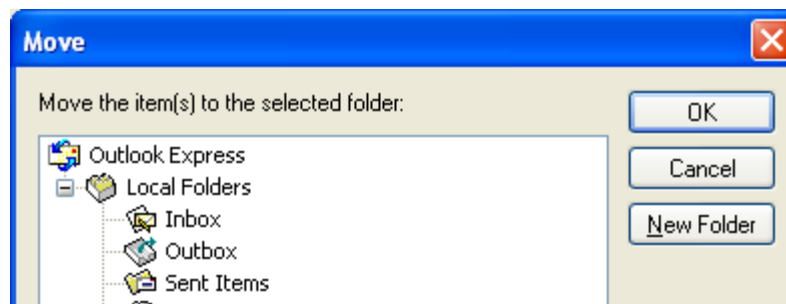 Move
Move the item(s) to the selected folder:
OK
Outlook Express
Cancel
Local Folders
Inbox
New Folder
Outbox
Sent Items